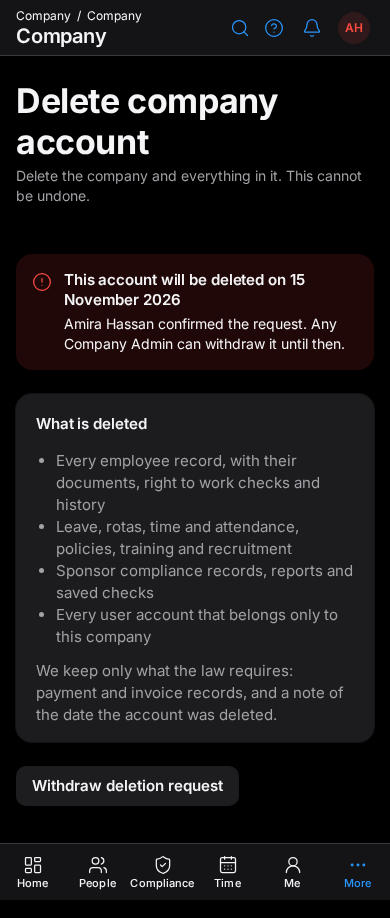 Company / Company
Company
AH
Delete company
account
Delete the company and everything in it. This cannot
be undone.
This account will be deleted on 15
November 2026
Amira Hassan confirmed the request. Any
Company Admin can withdraw it until then.
What is deleted
• Every employee record, with their
documents, right to work checks and
history
• Leave, rotas, time and attendance,
policies, training and recruitment
• Sponsor compliance records, reports and
saved checks
• Every user account that belongs only to
this company
We keep only what the law requires:
payment and invoice records, and a note of
the date the account was deleted.
Withdraw deletion request
Home People Compliance Time Me More